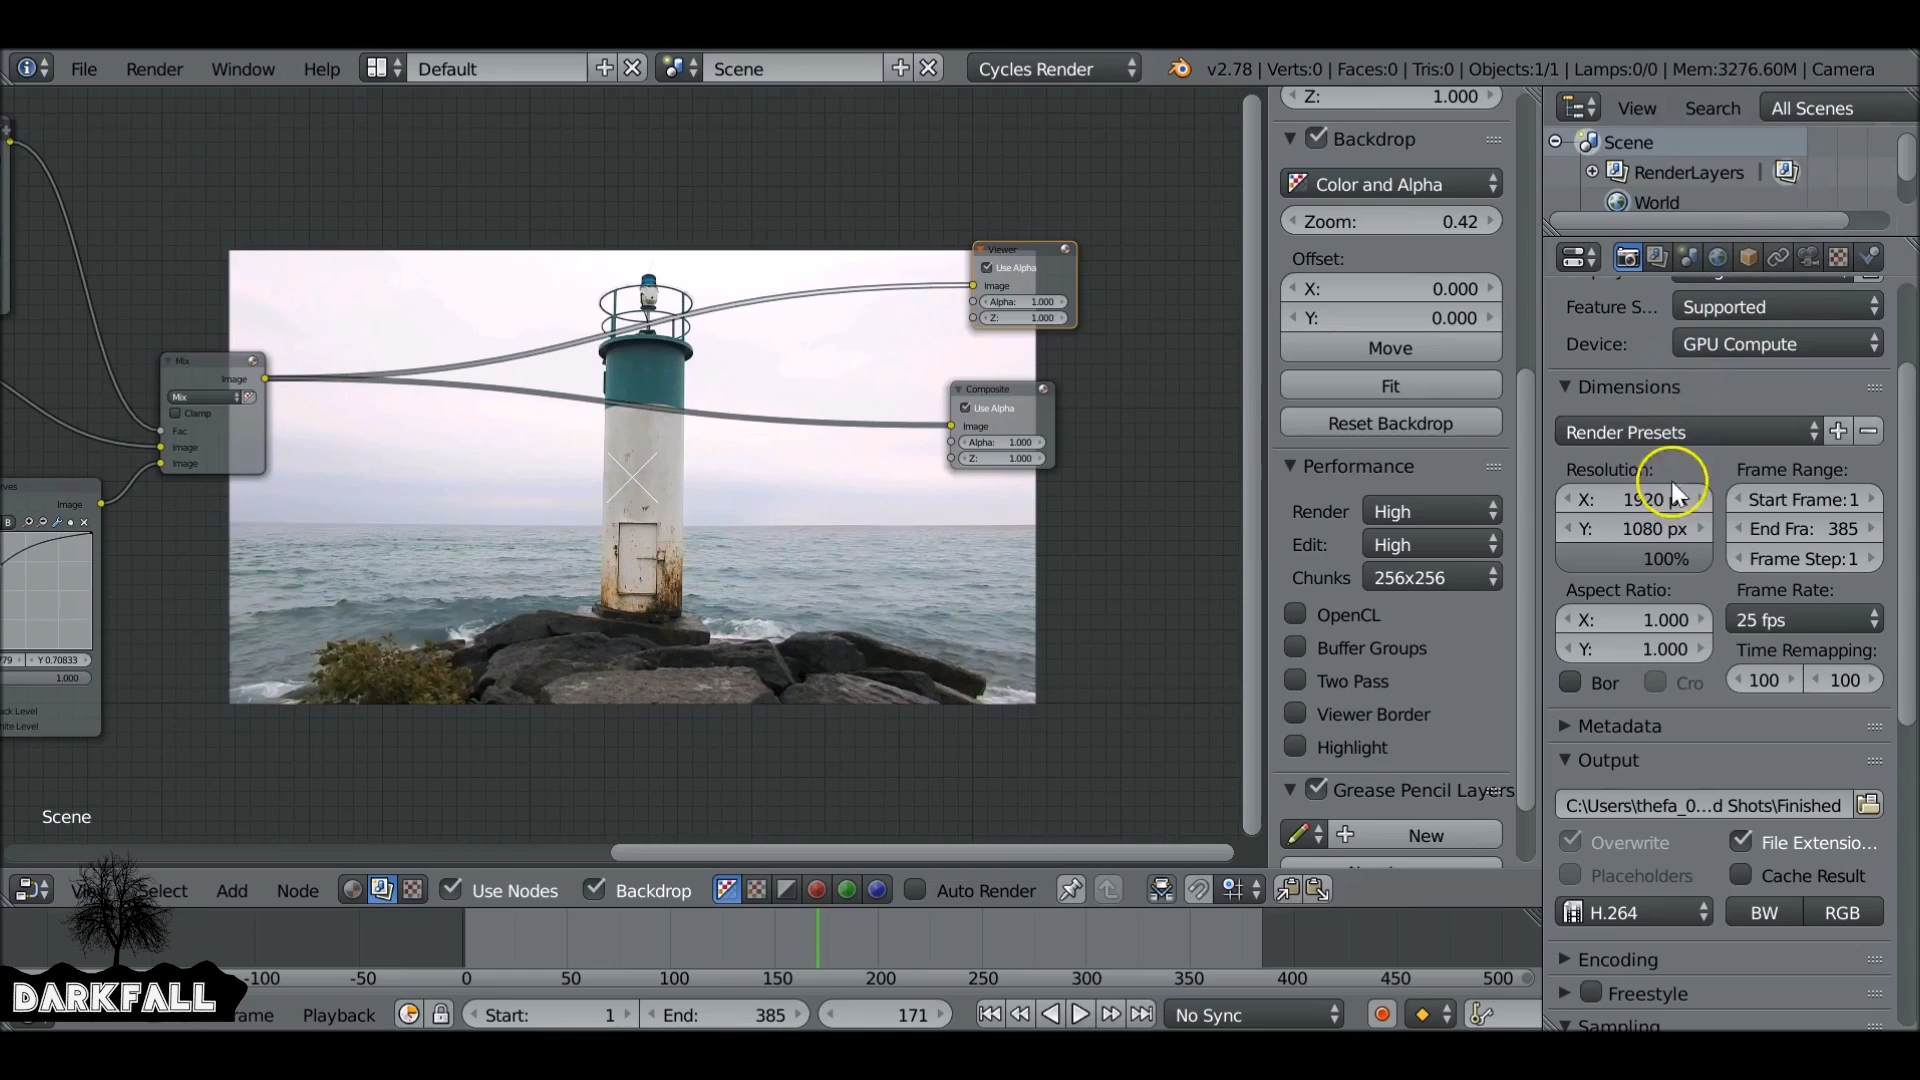 File Render Window Help Default Scene Cycles Render v2.78 | Verts:0 | Faces:0 | Tris:0 | Objects:1/1 | Lamps:0/0 | Mem:3276.60M | Camera
Viewer
Use Alpha
Image
Alpha: 1.000
Z: 1.000
Mix
Image
Mix
Clamp
Fac
Image
Image
Composite
Use Alpha
Image
Alpha: 1.000
Z: 1.000
Image
B
Y 0.70833
1.000
Scene
Z: 1.000
Backdrop
Color and Alpha
Zoom: 0.42
Offset:
X: 0.000
Y: 0.000
Move
Fit
Reset Backdrop
Performance
Render High
Edit: High
Chunks 256x256
OpenCL
Buffer Groups
Two Pass
Viewer Border
Highlight
Grease Pencil Layers
New
View Search All Scenes
Scene
RenderLayers |
World
Feature S... Supported
Device: GPU Compute
Dimensions
Render Presets
Resolution: Frame Range:
X: 1920 px Start Frame:1
Y: 1080 px End Fra: 385
100% Frame Step:1
Aspect Ratio: Frame Rate:
X: 1.000 25 fps
Y: 1.000 Time Remapping:
Bor Cro 100 100
Metadata
Output
C:\Users\thefa_0...d Shots\Finished
Overwrite File Extensio...
Placeholders Cache Result
H.264 BW RGB
Encoding
Freestyle
Sampling
Select Add Node Use Nodes Backdrop Auto Render
-100 -50 0 50 100 150 200 250 300 350 400 450 500
DARKFALL
Playback Start: 1 End: 385 171 No Sync